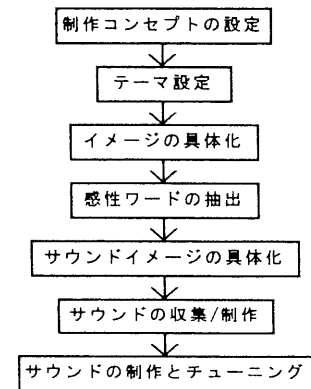 制作コンセプトの設定
テーマ設定
イメージの具体化
感性ワードの抽出
サウンドイメージの具体化
サウンドの収集/制作
サウンドの制作とチューニング